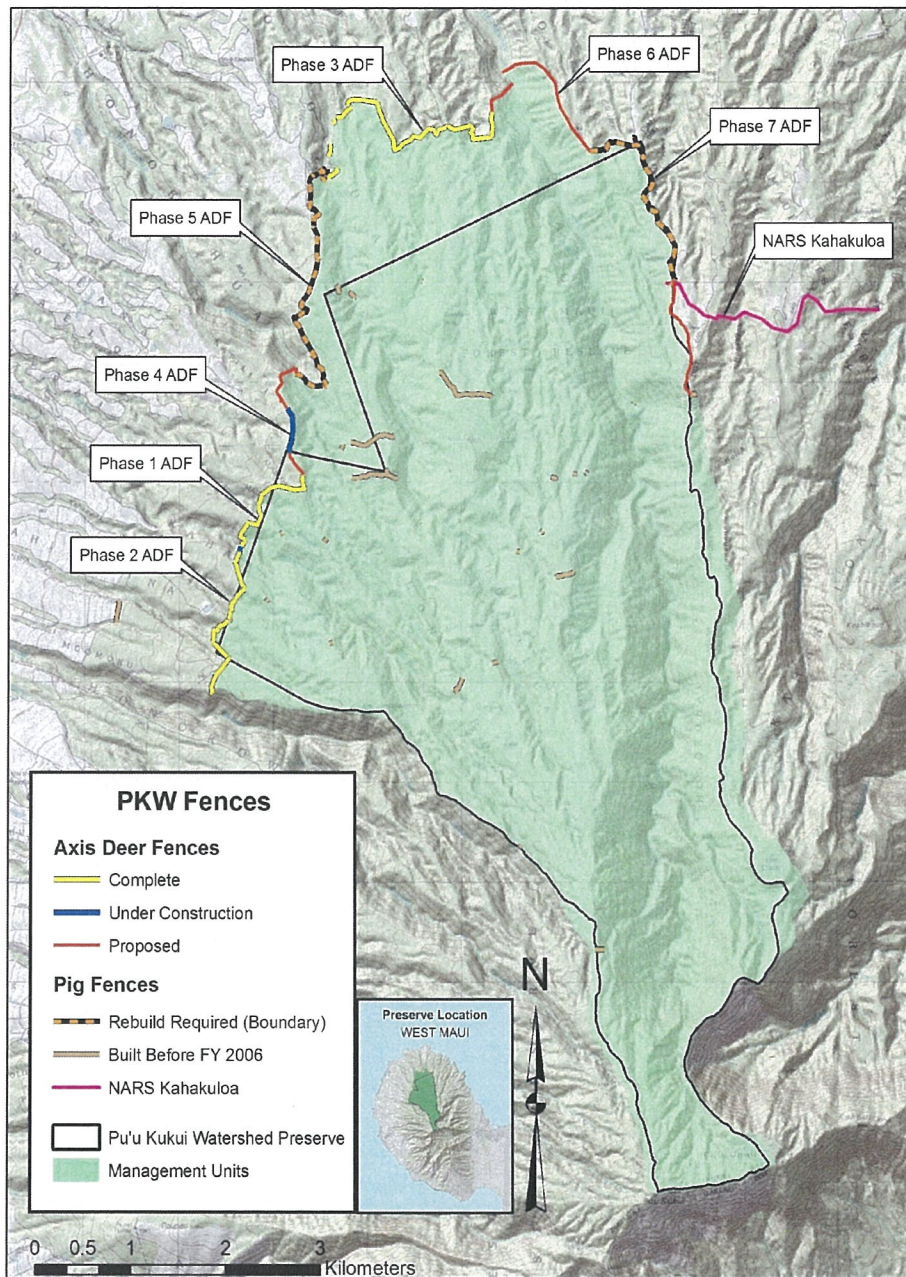 Phase 3 ADF
Phase 6 ADF
Phase 7 ADF
Phase 5 ADF
NARS Kahakuloa
Phase 4 ADF
Phase 1 ADF
Phase 2 ADF
PKW Fences
Axis Deer Fences
Complete
Under Construction
Proposed
Pig Fences
Rebuild Required (Boundary)
Built Before FY 2006
NARS Kahakuloa
Pu'u Kukui Watershed Preserve
Management Units
Preserve Location
WEST MAUI
N
0 0.5 1 2 3
Kilometers